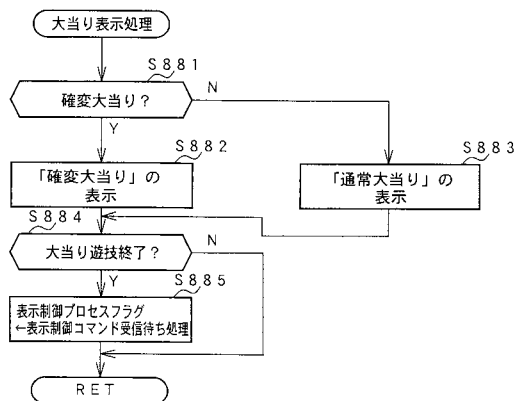 大当り表示処理
S881
確変大当り？
N
Y
S882
「確変大当り」の
表示
S883
「通常大当り」の
表示
S884
大当り遊技終了？
N
Y
S885
表示制御プロセスフラグ
←表示制御コマンド受信待ち処理
RET